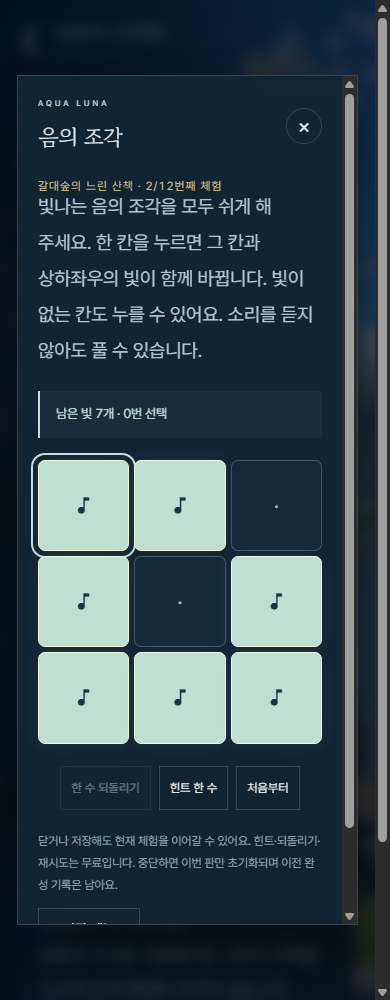 AQUA LUNA
음의 조각
×
갈대숲의 느린 산책 · 2/12번째 체험
빛나는 음의 조각을 모두 쉬게 해
주세요. 한 칸을 누르면 그 칸과
상하좌우의 빛이 함께 바뀝니다. 빛이
없는 칸도 누를 수 있어요. 소리를 듣지
않아도 풀 수 있습니다.
남은 빛 7개 · 0번 선택
한 수 되돌리기
힌트 한 수
처음부터
닫거나 저장해도 현재 체험을 이어갈 수 있어요. 힌트·되돌리기·
재시도는 무료입니다. 중단하면 이번 판만 초기화되며 이전 완
성 기록은 남아요.